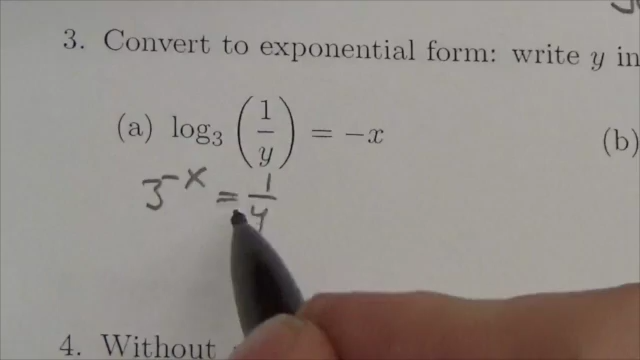 3. Convert to exponential form: write y in
(a) log₃ (1/y) = −x
(b)
3^{-x} = 1/y
4. Without